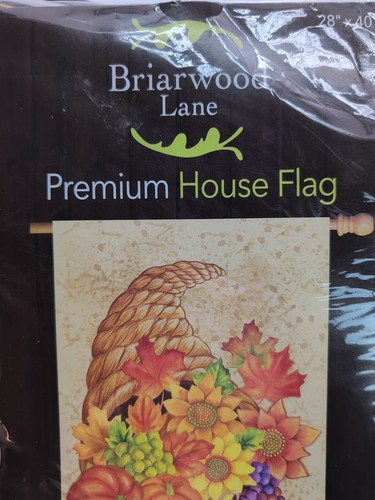 28" x 40
Briarwood
Lane
Premium House Flag